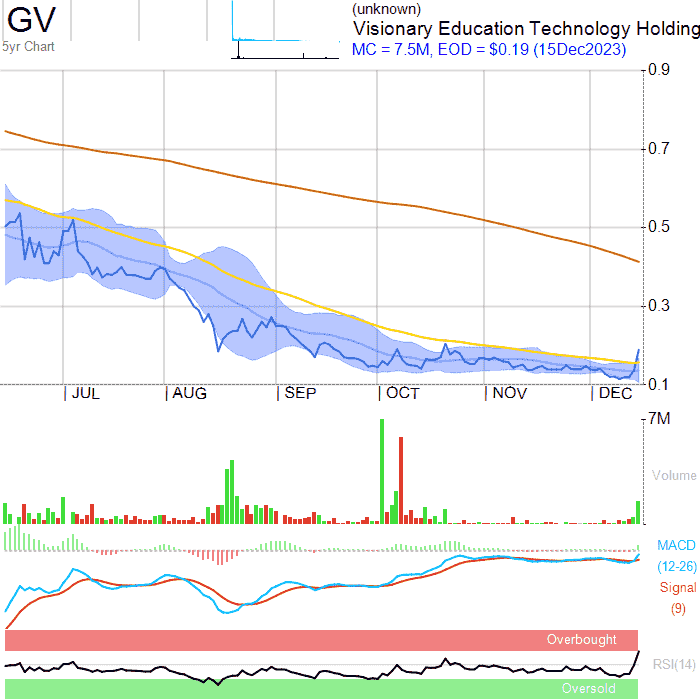 GV
5yr Chart
(unknown)
Visionary Education Technology Holding
MC = 7.5M, EOD = $0.19 (15Dec2023)
0.9
0.7
0.5
0.3
0.1
JUL
AUG
SEP
OCT
NOV
DEC
7M
Volume
MACD
(12-26)
Signal
(9)
Overbought
RSI(14)
Oversold